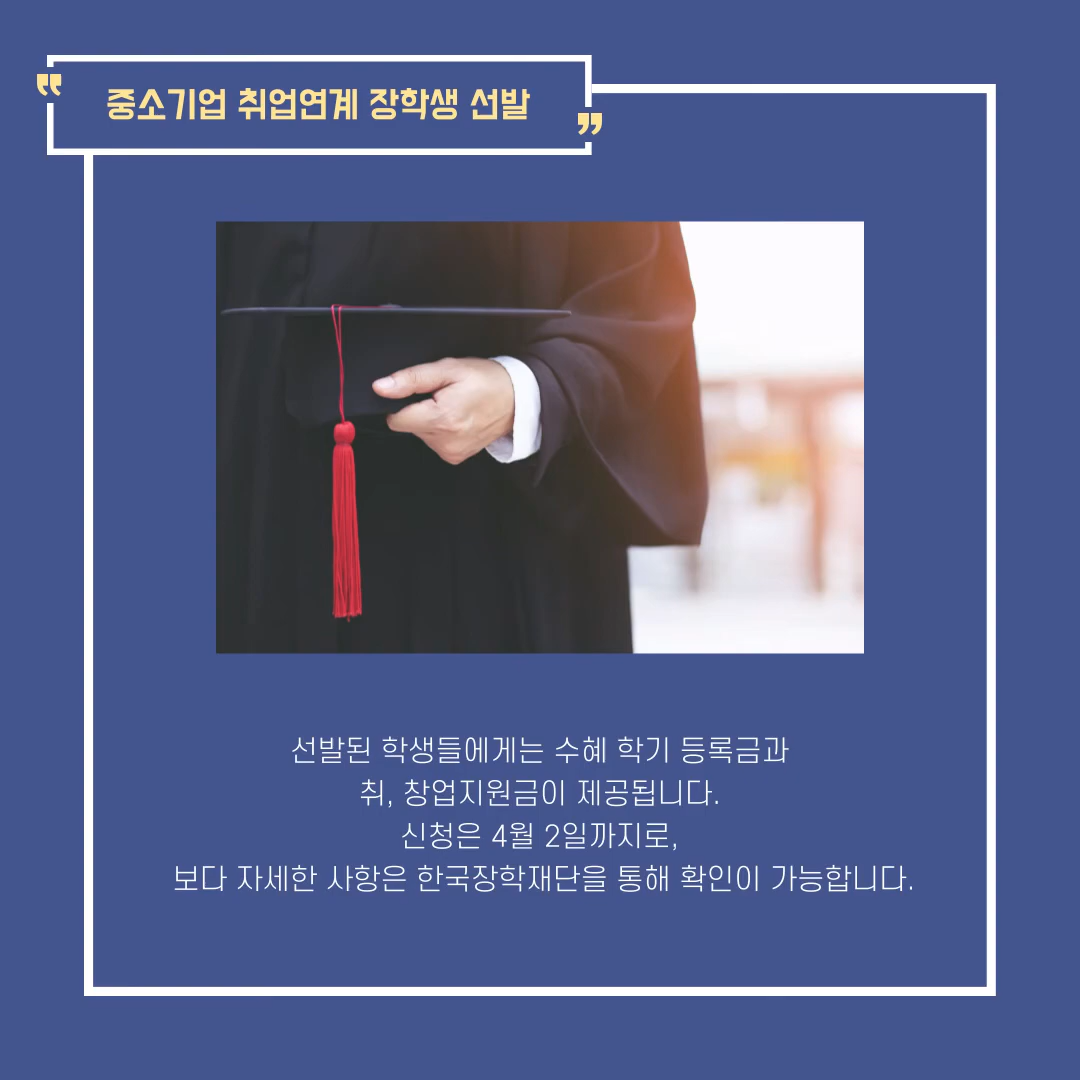 "중소기업 취업연계 장학생 선발"
선발된 학생들에게는 수혜 학기 등록금과
취, 창업지원금이 제공됩니다.
신청은 4월 2일까지로,
보다 자세한 사항은 한국장학재단을 통해 확인이 가능합니다.